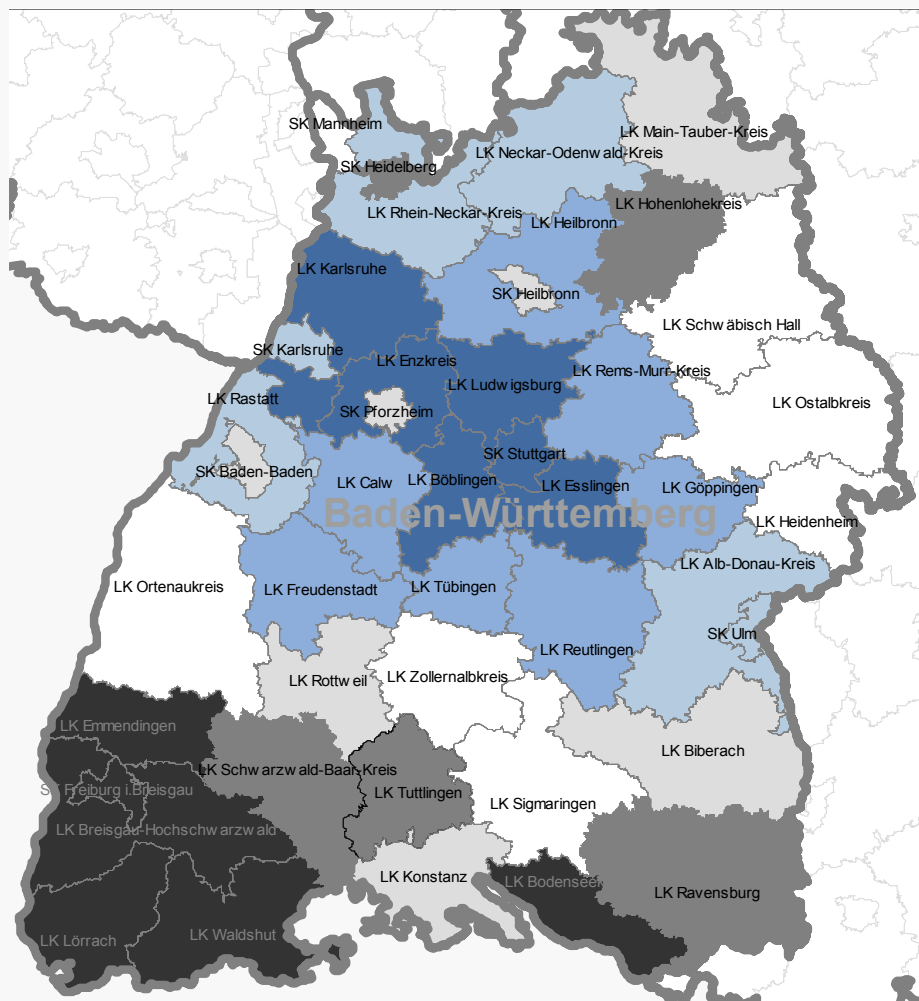 SK Mannheim
LK Main-Tauber-Kreis
LK Neckar-Odenwald-Kreis
SK Heidelberg
LK Hohenlohekreis
LK Rhein-Neckar-Kreis
LK Heilbronn
LK Karlsruhe
SK Heilbronn
LK Schwäbisch Hall
SK Karlsruhe
LK Enzkreis
LK Rems-Murr-Kreis
LK Ludwigsburg
LK Rastatt
LK Ostalbkreis
SK Pforzheim
SK Stuttgart
SK Baden-Baden
LK Calw
LK Böblingen
LK Esslingen
LK Göppingen
Baden-Württemberg
LK Heidenheim
LK Alb-Donau-Kreis
LK Ortenaukreis
LK Freudenstadt
LK Tübingen
SK Ulm
LK Reutlingen
LK Rottweil
LK Zollernalbkreis
LK Emmendingen
LK Biberach
LK Schwarzwald-Baar-Kreis
SK Freiburg i.Breisgau
LK Tuttlingen
LK Sigmaringen
LK Breisgau-Hochschwarzwald
LK Konstanz
LK Bodensee
LK Ravensburg
LK Waldshut
LK Lörrach